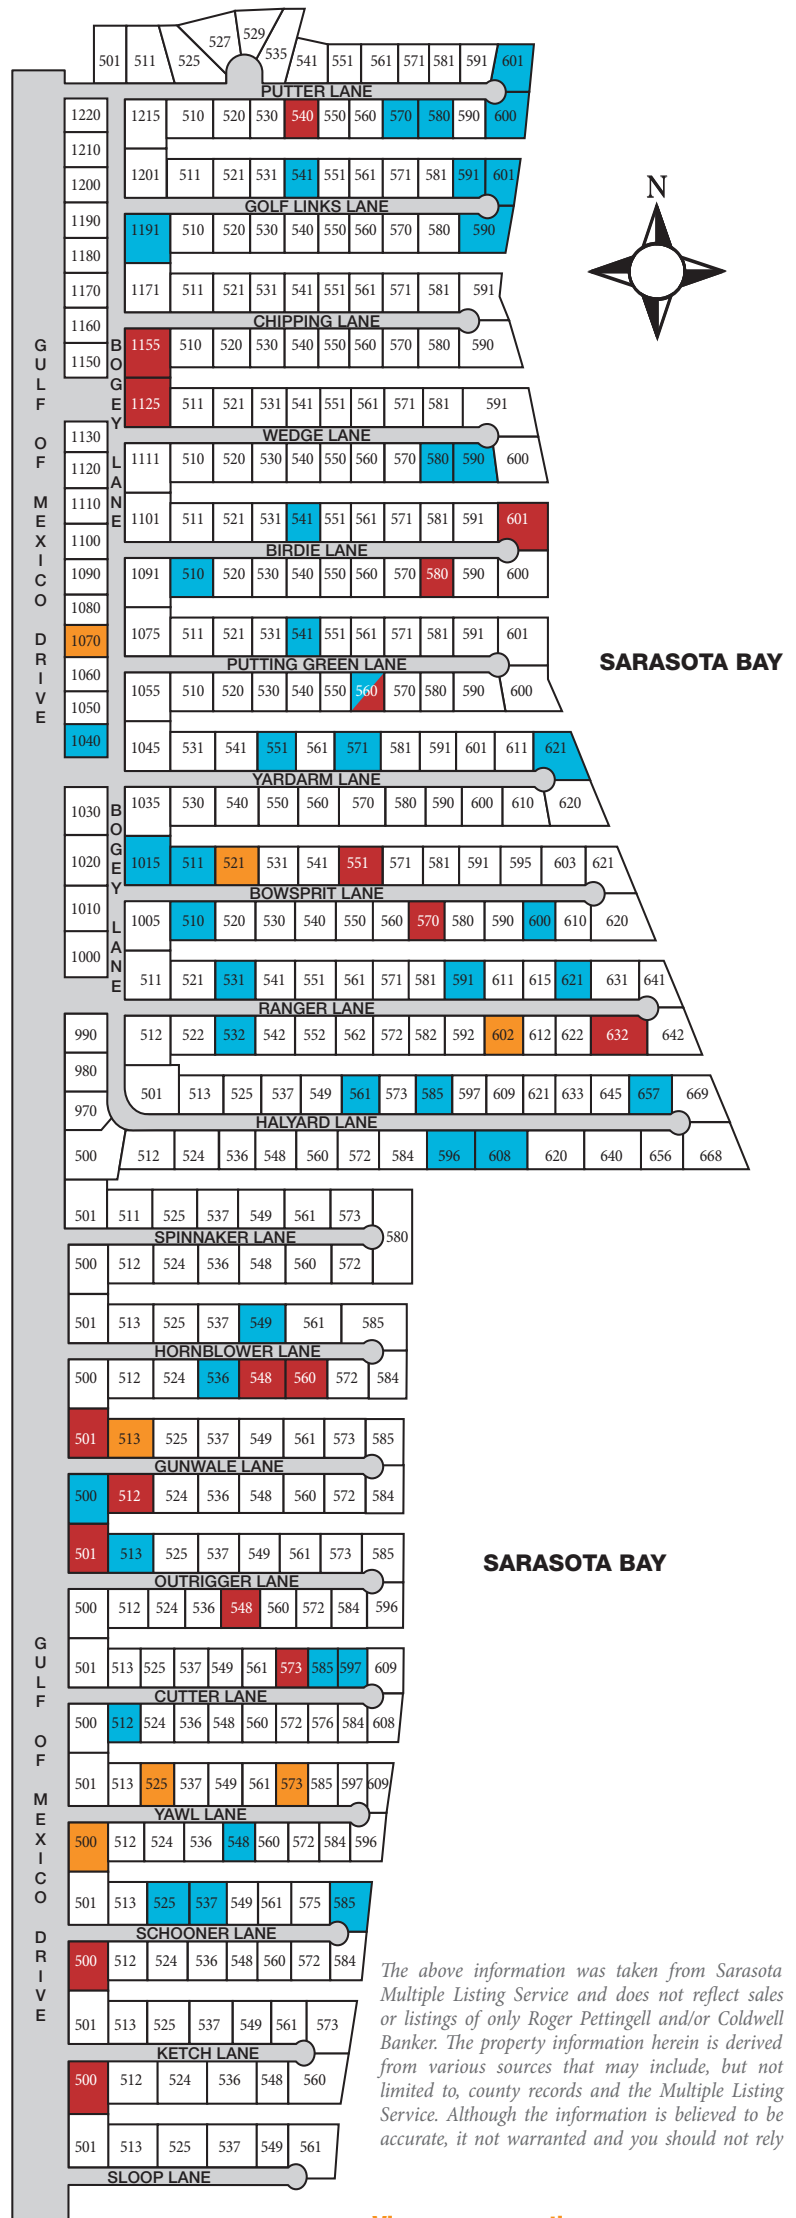 501 511 525 527 529 535 541 551 561 571 581 591 601
PUTTER LANE
1220 1215 510 520 530 540 550 560 570 580 590 600
1210
1200 1201 511 521 531 541 551 561 571 581 591 601
N
GOLF LINKS LANE
1190 1191 510 520 530 540 550 560 570 580 590
1180
1170 1171 511 521 531 541 551 561 571 581 591
CHIPPING LANE
1160
1150 1155 510 520 530 540 550 560 570 580 590
GULF OF MEXICO DRIVE
BOGEY LANE
1125 511 521 531 541 551 561 571 581 591
WEDGE LANE
1130
1120 1111 510 520 530 540 550 560 570 580 590 600
1110 1101 511 521 531 541 551 561 571 581 591 601
1100
BIRDIE LANE
1090 1091 510 520 530 540 550 560 570 580 590 600
1080
1070 1075 511 521 531 541 551 561 571 581 591 601
PUTTING GREEN LANE
SARASOTA BAY
1060 1055 510 520 530 540 550 560 570 580 590 600
1050
1040 1045 531 541 551 561 571 581 591 601 611 621
YARDARM LANE
1030 1035 530 540 550 560 570 580 590 600 610 620
BOGEY LANE
1020 1015 511 521 531 541 551 571 581 591 595 603 621
BOWSPRIT LANE
1010 1005 510 520 530 540 550 560 570 580 590 600 610 620
1000 511 521 531 541 551 561 571 581 591 611 615 621 631 641
RANGER LANE
990 512 522 532 542 552 562 572 582 592 602 612 622 632 642
980
970 501 513 525 537 549 561 573 585 597 609 621 633 645 657 669
HALYARD LANE
500 512 524 536 548 560 572 584 596 608 620 640 656 668
501 511 525 537 549 561 573 580
SPINNAKER LANE
500 512 524 536 548 560 572
501 513 525 537 549 561 585
HORNBLOWER LANE
500 512 524 536 548 560 572 584
501 513 525 537 549 561 573 585
GUNWALE LANE
500 512 524 536 548 560 572 584
501 513 525 537 549 561 573 585
SARASOTA BAY
OUTRIGGER LANE
500 512 524 536 548 560 572 584 596
GULF OF MEXICO DRIVE
501 513 525 537 549 561 573 585 597 609
CUTTER LANE
500 512 524 536 548 560 572 576 584 608
501 513 525 537 549 561 573 585 597 609
YAWL LANE
500 512 524 536 548 560 572 584 596
501 513 525 537 549 561 575 585
SCHOONER LANE
500 512 524 536 548 560 572 584
501 513 525 537 549 561 573
KETCH LANE
500 512 524 536 548 560
501 513 525 537 549 561
SLOOP LANE
The above information was taken from Sarasota
Multiple Listing Service and does not reflect sales
or listings of only Roger Pettingell and/or Coldwell
Banker. The property information herein is derived
from various sources that may include, but not
limited to, county records and the Multiple Listing
Service. Although the information is believed to be
accurate, it not warranted and you should not rely